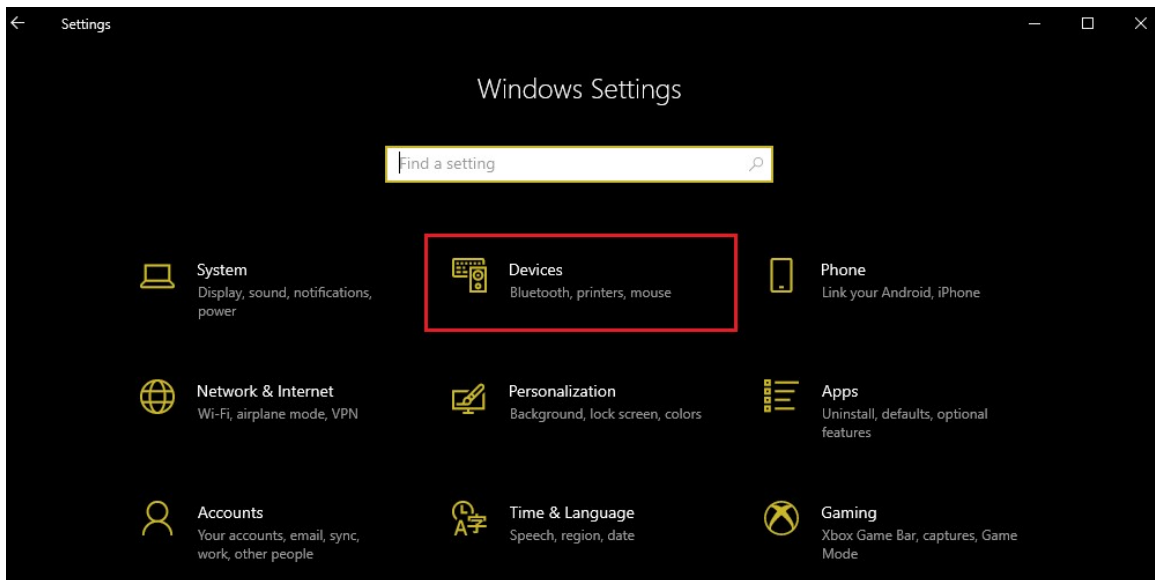 Settings
Windows Settings
Find a setting
System
Display, sound, notifications,
power
Devices
Bluetooth, printers, mouse
Phone
Link your Android, iPhone
Network & Internet
Wi-Fi, airplane mode, VPN
Personalization
Background, lock screen, colors
Apps
Uninstall, defaults, optional
features
Accounts
Your accounts, email, sync,
work, other people
Time & Language
Speech, region, date
Gaming
Xbox Game Bar, captures, Game
Mode